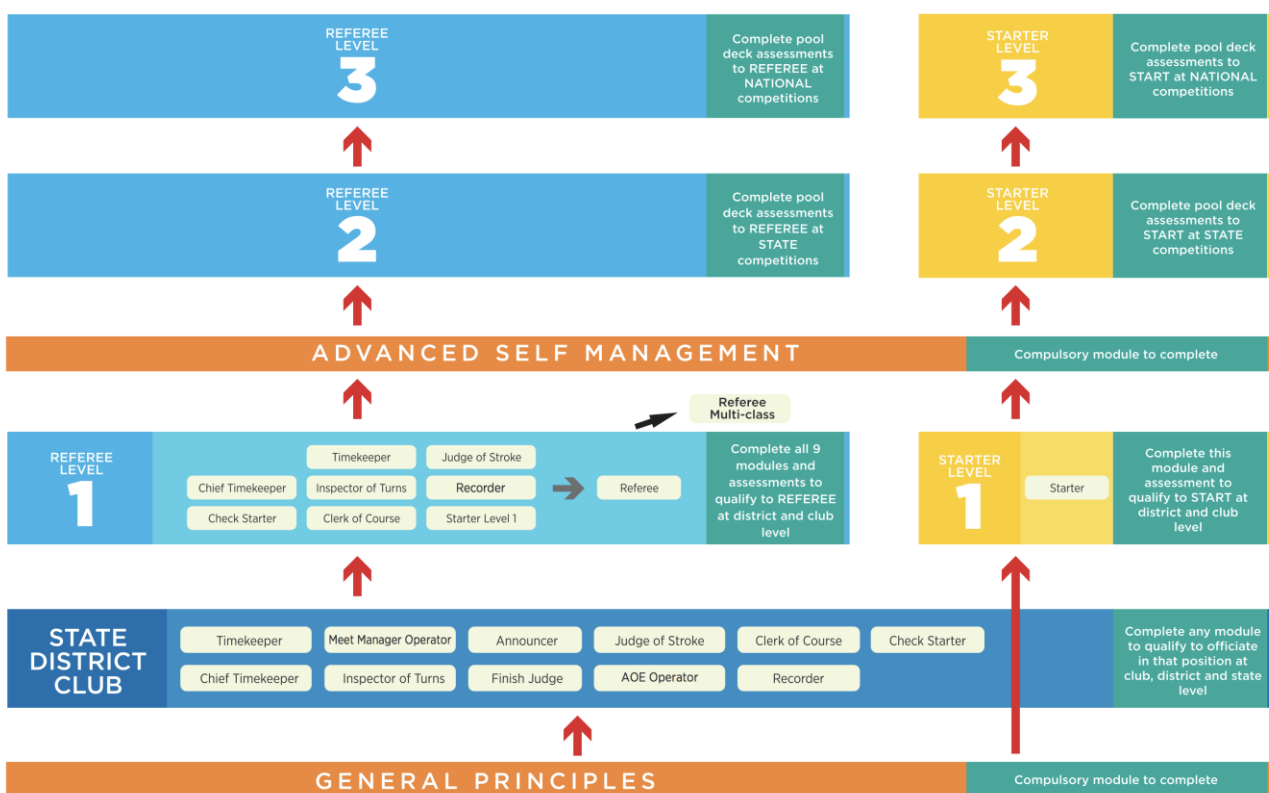 REFEREE
LEVEL
3
Complete pool
deck assessments
to REFEREE at
NATIONAL
competitions
STARTER
LEVEL
3
Complete pool deck
assessments to
START at NATIONAL
competitions
REFEREE
LEVEL
2
Complete pool
deck assessments
to REFEREE at
STATE
competitions
STARTER
LEVEL
2
Complete pool deck
assessments to
START at STATE
competitions
ADVANCED SELF MANAGEMENT
Compulsory module to complete
Referee
Multi-class
REFEREE
LEVEL
1
Timekeeper
Judge of Stroke
Chief Timekeeper
Inspector of Turns
Recorder
Referee
Check Starter
Clerk of Course
Starter Level 1
Complete all 9
modules and
assessments to
qualify to REFEREE
at district and club
level
STARTER
LEVEL
1
Starter
Complete this
module and
assessment to
qualify to START at
district and club
level
STATE
DISTRICT
CLUB
Timekeeper
Meet Manager Operator
Announcer
Judge of Stroke
Clerk of Course
Check Starter
Chief Timekeeper
Inspector of Turns
Finish Judge
AOE Operator
Recorder
Complete any module
to qualify to officiate
in that position at
club, district and state
level
GENERAL PRINCIPLES
Compulsory module to complete